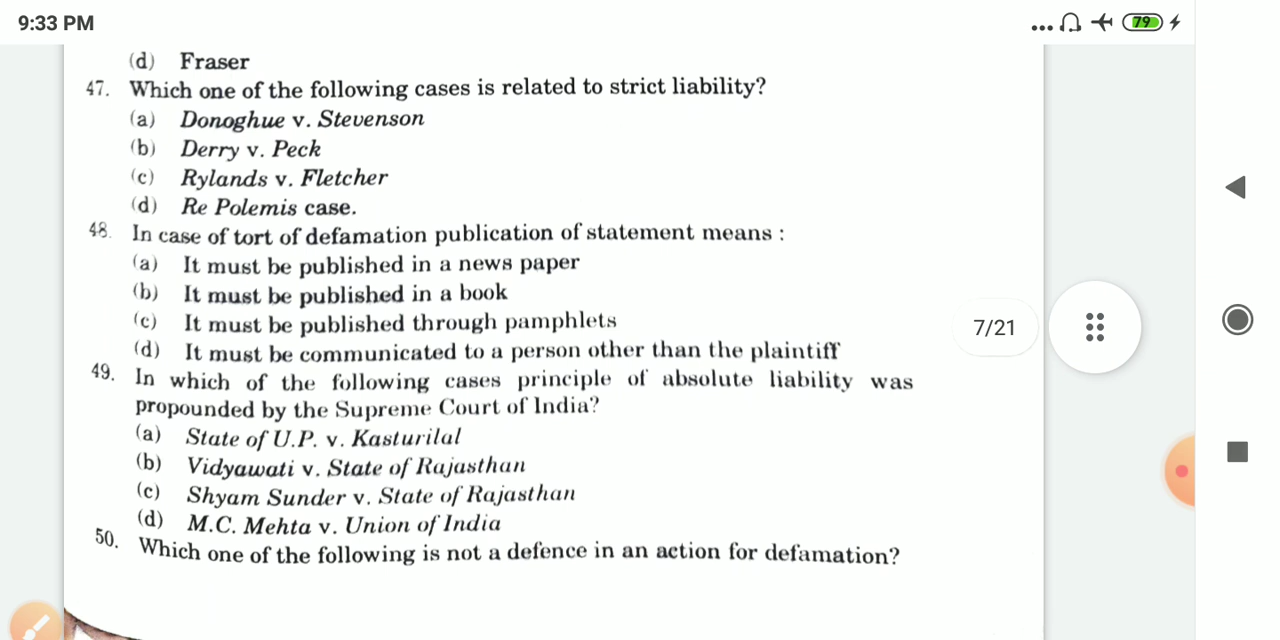 9:33 PM
79
(d) Fraser
47. Which one of the following cases is related to strict liability?
(a) Donoghue v. Stevenson
(b) Derry v. Peck
(c) Rylands v. Fletcher
(d) Re Polemis case.
48. In case of tort of defamation publication of statement means :
(a) It must be published in a news paper
(b) It must be published in a book
(c) It must be published through pamphlets
(d) It must be communicated to a person other than the plaintiff
49. In which of the following cases principle of absolute liability was
propounded by the Supreme Court of India?
(a) State of U.P. v. Kasturilal
(b) Vidyawati v. State of Rajasthan
(c) Shyam Sunder v. State of Rajasthan
(d) M.C. Mehta v. Union of India
50. Which one of the following is not a defence in an action for defamation?
7/21